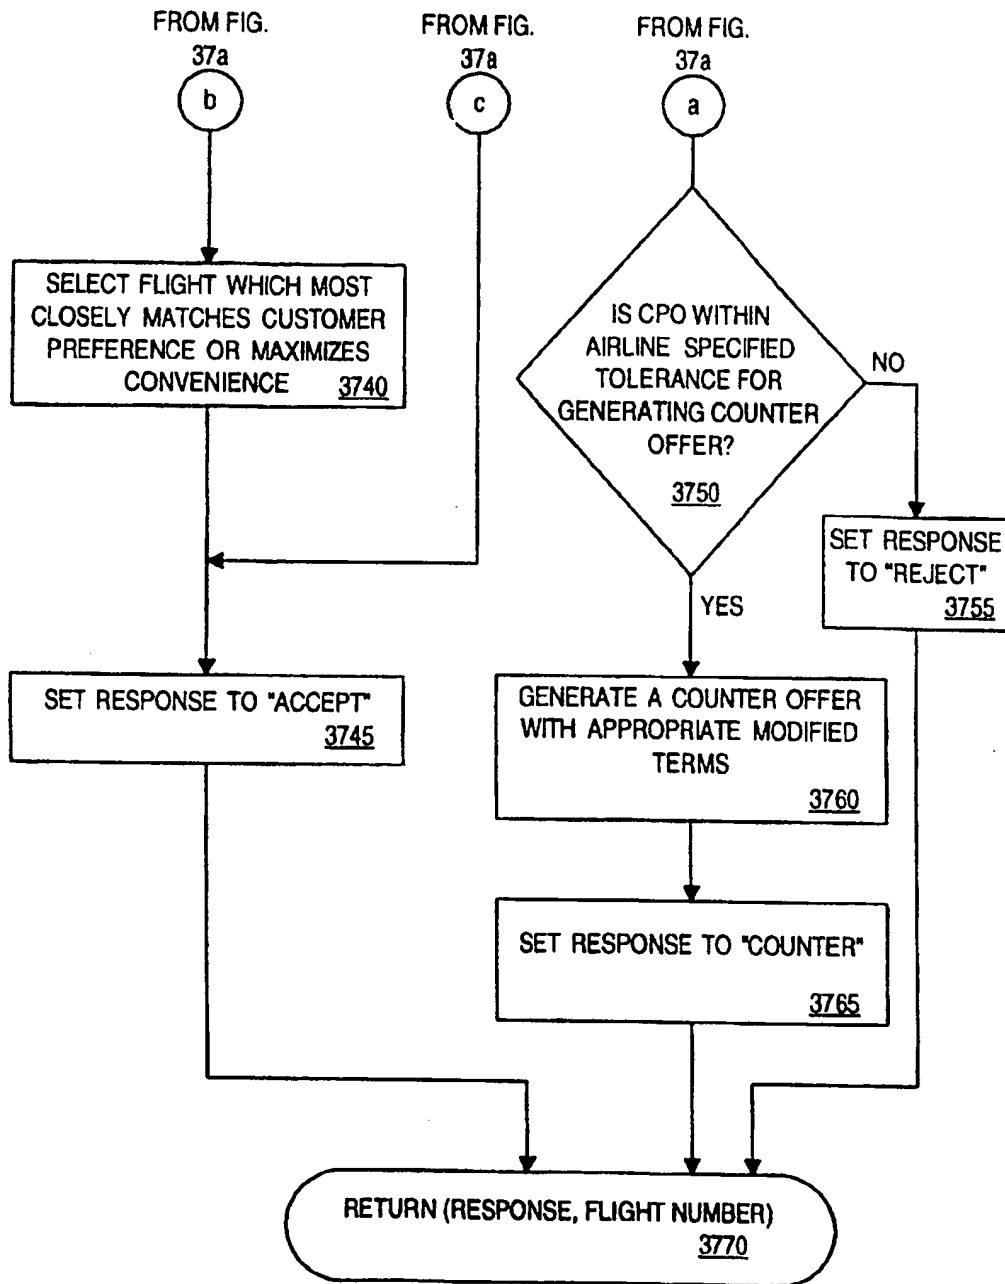 FROM FIG.
37a
b
FROM FIG.
37a
c
FROM FIG.
37a
a
SELECT FLIGHT WHICH MOST
CLOSELY MATCHES CUSTOMER
PREFERENCE OR MAXIMIZES
CONVENIENCE 3740
IS CPO WITHIN
AIRLINE SPECIFIED
TOLERANCE FOR
GENERATING COUNTER
OFFER?
3750
NO
YES
SET RESPONSE
TO "REJECT"
3755
SET RESPONSE TO "ACCEPT"
3745
GENERATE A COUNTER OFFER
WITH APPROPRIATE MODIFIED
TERMS
3760
SET RESPONSE TO "COUNTER"
3765
RETURN (RESPONSE, FLIGHT NUMBER)
3770